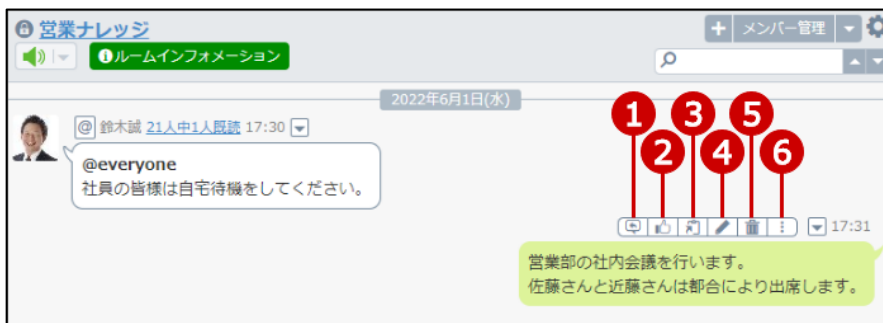 営業ナレッジ
メンバー管理
ルームインフォメーション
2022年6月1日(水)
@ 鈴木誠 21人中1人既読 17:30
@everyone
社員の皆様は自宅待機をしてください。
1 2 3 4 5 6
17:31
営業部の社内会議を行います。
佐藤さんと近藤さんは都合により出席します。